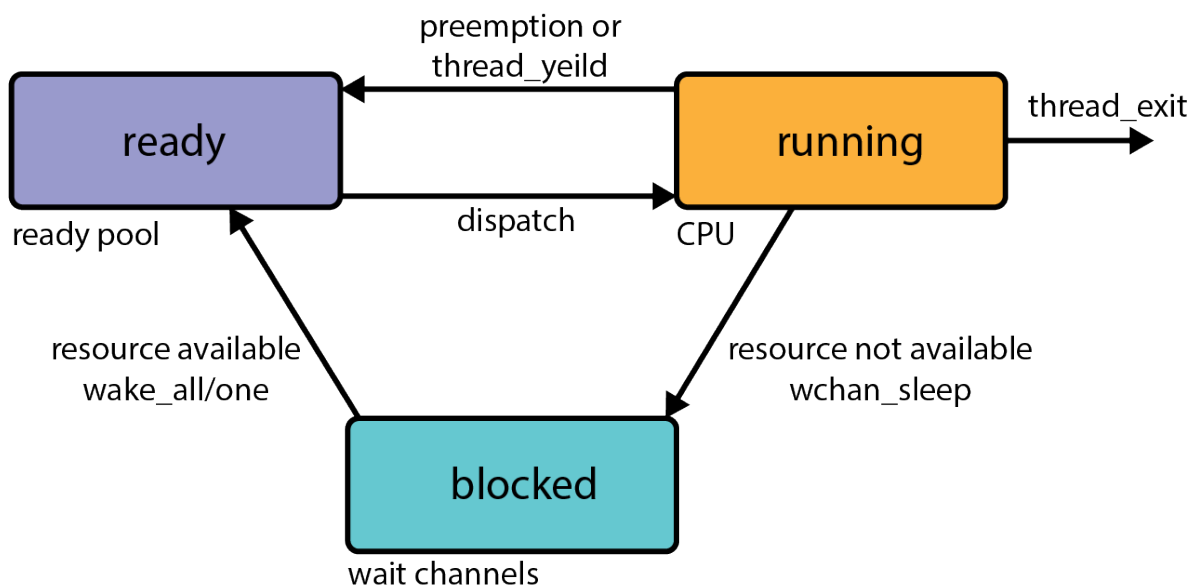 preemption or
thread_yeild
ready
running
thread_exit
ready pool
dispatch
CPU
resource available
wake_all/one
resource not available
wchan_sleep
blocked
wait channels